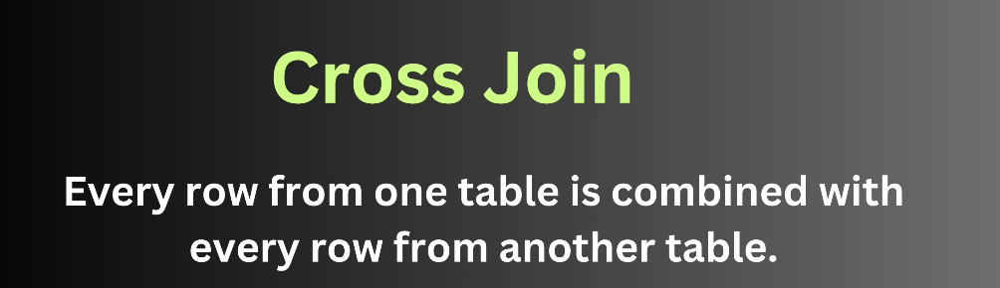 Cross Join
Every row from one table is combined with
every row from another table.